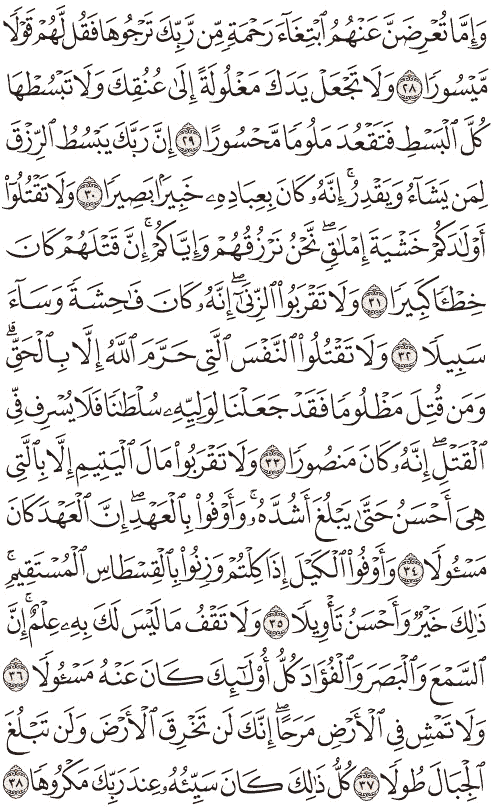 وَإِمَّا تُعْرِضَنَّ عَنْهُمُ ٱبْتِغَآءَ رَحْمَةٍ مِّن رَّبِّكَ تَرْجُوهَا فَقُل لَّهُمْ قَوْلًا
مَّيْسُورًا ٢٨ وَلَا تَجْعَلْ يَدَكَ مَغْلُولَةً إِلَىٰ عُنُقِكَ وَلَا تَبْسُطْهَا
كُلَّ ٱلْبَسْطِ فَتَقْعُدَ مَلُومًا مَّحْسُورًا ٢٩ إِنَّ رَبَّكَ يَبْسُطُ ٱلرِّزْقَ
لِمَن يَشَآءُ وَيَقْدِرُ ۚ إِنَّهُۥ كَانَ بِعِبَادِهِۦ خَبِيرًۢا بَصِيرًا ٣٠ وَلَا تَقْتُلُوٓا۟
أَوْلَـٰدَكُمْ خَشْيَةَ إِمْلَـٰقٍ ۖ نَّحْنُ نَرْزُقُهُمْ وَإِيَّاكُمْ ۚ إِنَّ قَتْلَهُمْ كَانَ
خِطْـًٔا كَبِيرًا ٣١ وَلَا تَقْرَبُوا۟ ٱلزِّنَىٰٓ ۖ إِنَّهُۥ كَانَ فَـٰحِشَةً وَسَآءَ
سَبِيلًا ٣٢ وَلَا تَقْتُلُوا۟ ٱلنَّفْسَ ٱلَّتِى حَرَّمَ ٱللَّهُ إِلَّا بِٱلْحَقِّ ۗ
وَمَن قُتِلَ مَظْلُومًا فَقَدْ جَعَلْنَا لِوَلِيِّهِۦ سُلْطَـٰنًا فَلَا يُسْرِف فِّى
ٱلْقَتْلِ ۖ إِنَّهُۥ كَانَ مَنصُورًا ٣٣ وَلَا تَقْرَبُوا۟ مَالَ ٱلْيَتِيمِ إِلَّا بِٱلَّتِى
هِىَ أَحْسَنُ حَتَّىٰ يَبْلُغَ أَشُدَّهُۥ ۚ وَأَوْفُوا۟ بِٱلْعَهْدِ ۖ إِنَّ ٱلْعَهْدَ كَانَ
مَسْـُٔولًا ٣٤ وَأَوْفُوا۟ ٱلْكَيْلَ إِذَا كِلْتُمْ وَزِنُوا۟ بِٱلْقِسْطَاسِ ٱلْمُسْتَقِيمِ ۚ
ذَٰلِكَ خَيْرٌ وَأَحْسَنُ تَأْوِيلًا ٣٥ وَلَا تَقْفُ مَا لَيْسَ لَكَ بِهِۦ عِلْمٌ ۚ إِنَّ
ٱلسَّمْعَ وَٱلْبَصَرَ وَٱلْفُؤَادَ كُلُّ أُو۟لَـٰٓئِكَ كَانَ عَنْهُ مَسْـُٔولًا ٣٦
وَلَا تَمْشِ فِى ٱلْأَرْضِ مَرَحًا ۖ إِنَّكَ لَن تَخْرِقَ ٱلْأَرْضَ وَلَن تَبْلُغَ
ٱلْجِبَالَ طُولًا ٣٧ كُلُّ ذَٰلِكَ كَانَ سَيِّئُهُۥ عِندَ رَبِّكَ مَكْرُوهًا ٣٨